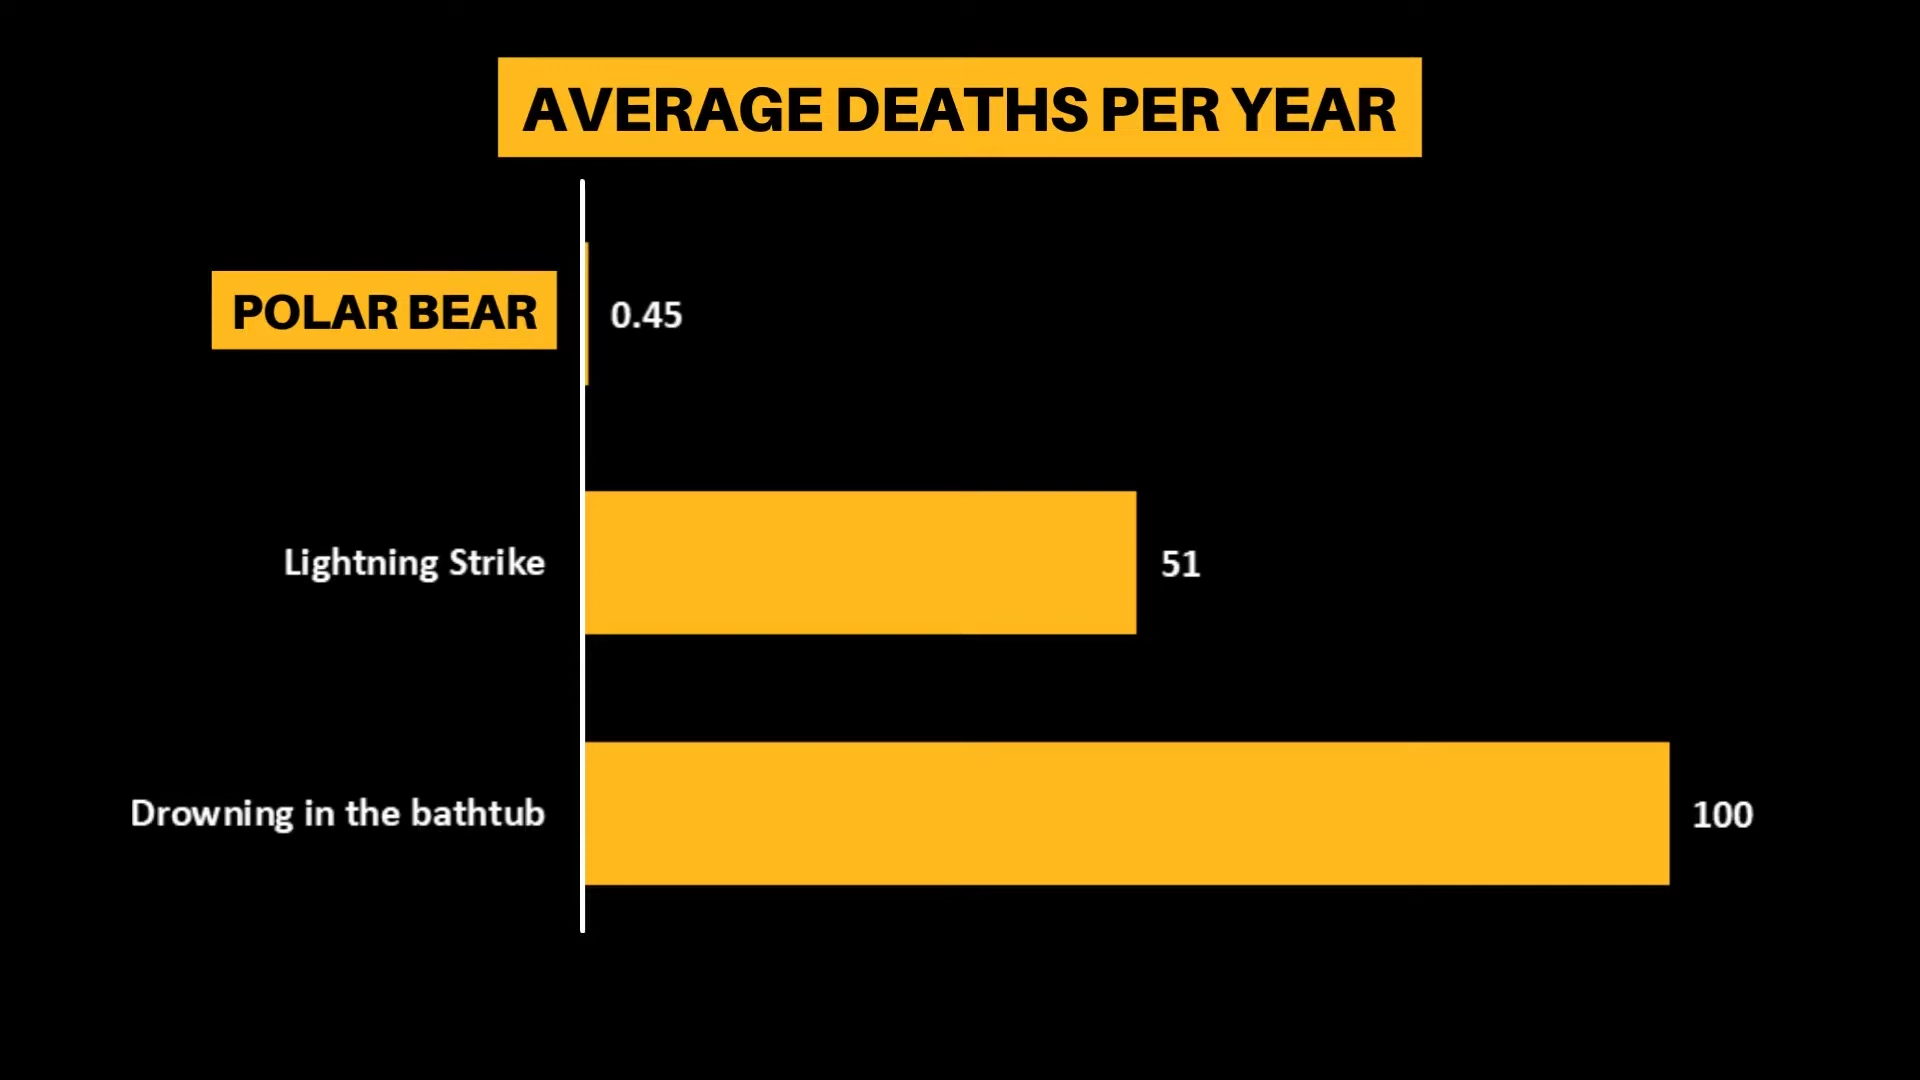 AVERAGE DEATHS PER YEAR
POLAR BEAR 0.45
Lightning Strike 51
Drowning in the bathtub 100